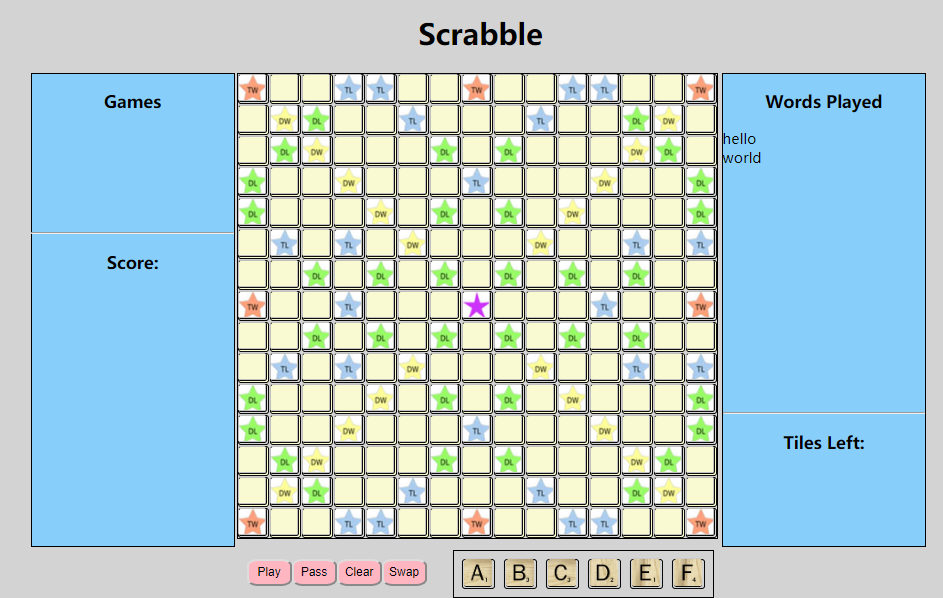 Scrabble
Games
Score:
TW TL TL TW TL TL TW
DW DL TL TL DL DW
DL DW DL DL DW DL
DL DW TL DW DL
DL DW DL DL DW DL
TL TL DW DW TL TL
DL DL DL DL DL DL
TW TL TL TW
DL DL DL DL DL DL
TL TL DW DW TL TL
DL DW DL DL DW DL
DL DW TL DW DL
DL DW DL DL DW DL
DW DL TL TL DL DW
TW TL TL TW TL TL TW
Words Played
hello
world
Tiles Left:
Play Pass Clear Swap
A1 B3 C3 D2 E1 F4